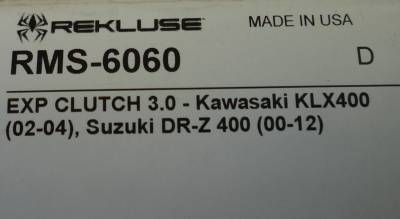 REKLUSE MADE IN USA
RMS-6060 D
EXP CLUTCH 3.0 - Kawasaki KLX400
(02-04), Suzuki DR-Z 400 (00-12)